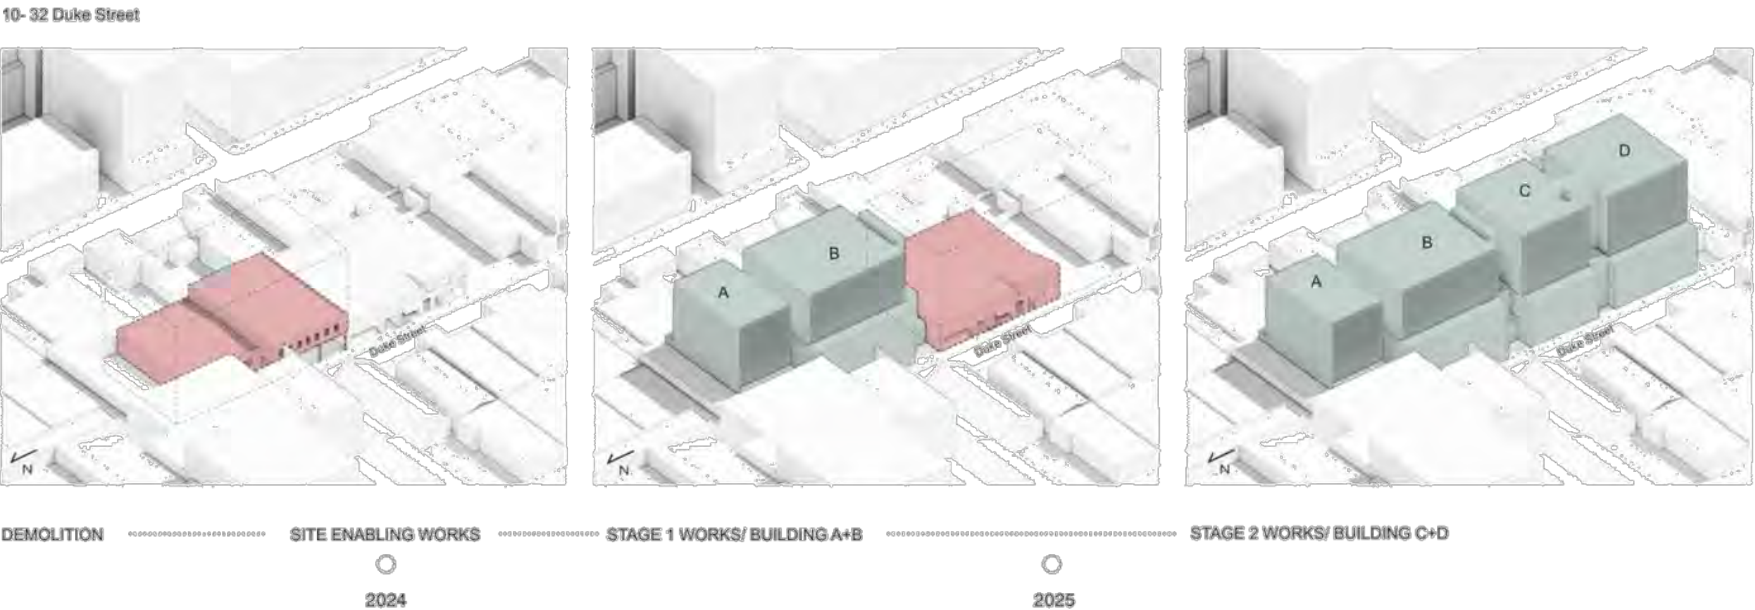 10- 32 Duke Street
Duke Street
N
A
B
Duke Street
N
A
B
C
D
Duke Street
N
DEMOLITION
SITE ENABLING WORKS
STAGE 1 WORKS/ BUILDING A+B
STAGE 2 WORKS/ BUILDING C+D
2024
2025